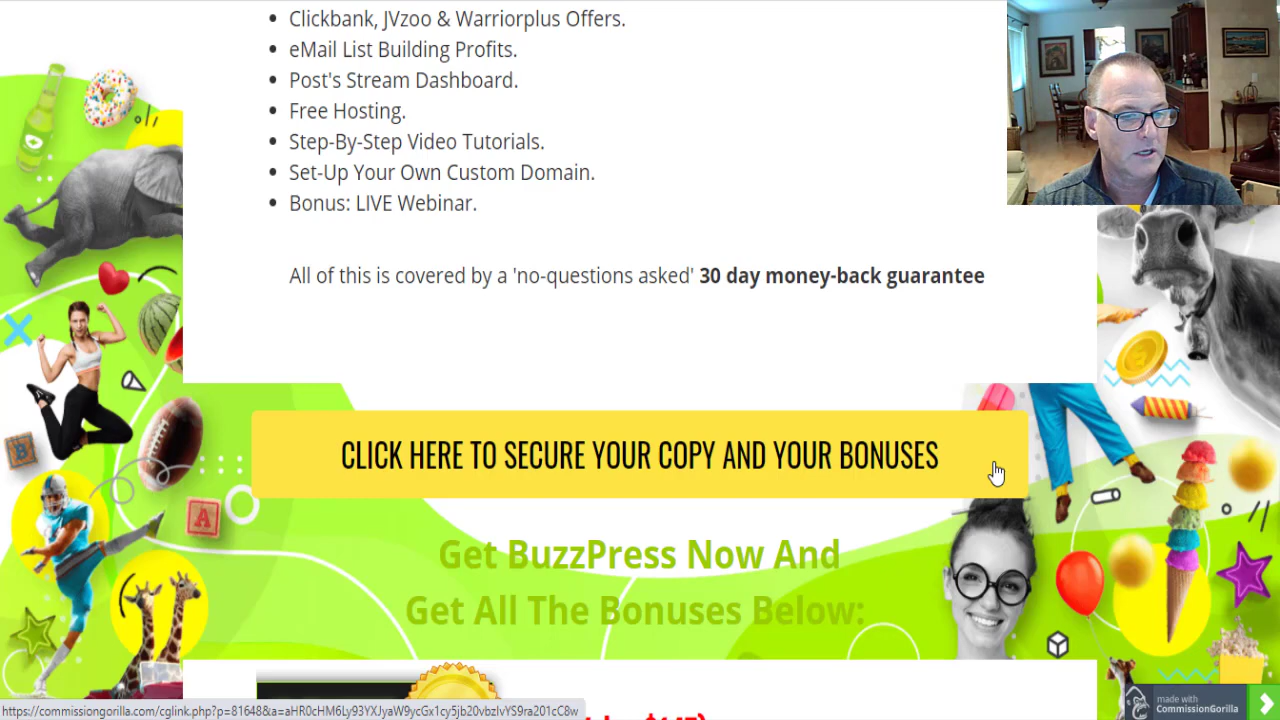 Clickbank, JVzoo & Warriorplus Offers.
eMail List Building Profits.
Post's Stream Dashboard.
Free Hosting.
Step-By-Step Video Tutorials.
Set-Up Your Own Custom Domain.
Bonus: LIVE Webinar.
All of this is covered by a 'no-questions asked' 30 day money-back guarantee
CLICK HERE TO SECURE YOUR COPY AND YOUR BONUSES
Get BuzzPress Now And
Get All The Bonuses Below:
B
A
made with
COMMISSIONGorilla